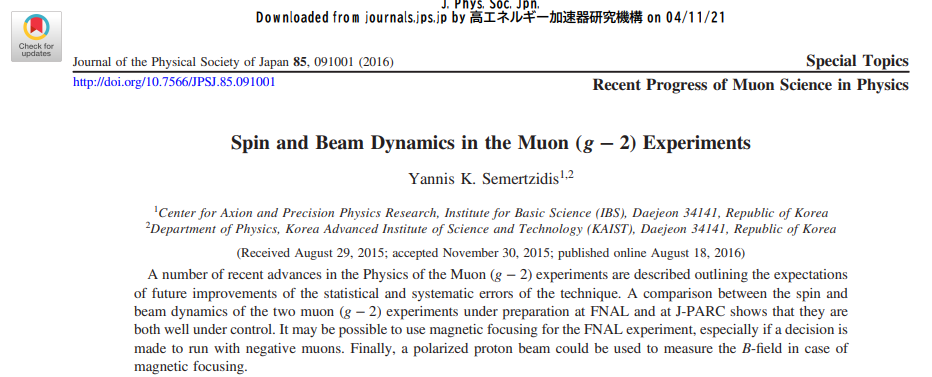 J. Phys. Soc. Jpn.
Downloaded from journals.jps.jp by 高エネルギー加速器研究機構 on 04/11/21
Check for
updates
Journal of the Physical Society of Japan 85, 091001 (2016)
Special Topics
http://doi.org/10.7566/JPSJ.85.091001
Recent Progress of Muon Science in Physics
Spin and Beam Dynamics in the Muon (g − 2) Experiments
Yannis K. Semertzidis1,2
1Center for Axion and Precision Physics Research, Institute for Basic Science (IBS), Daejeon 34141, Republic of Korea
2Department of Physics, Korea Advanced Institute of Science and Technology (KAIST), Daejeon 34141, Republic of Korea
(Received August 29, 2015; accepted November 30, 2015; published online August 18, 2016)
A number of recent advances in the Physics of the Muon (g − 2) experiments are described outlining the expectations
of future improvements of the statistical and systematic errors of the technique. A comparison between the spin and
beam dynamics of the two muon (g − 2) experiments under preparation at FNAL and at J-PARC shows that they are
both well under control. It may be possible to use magnetic focusing for the FNAL experiment, especially if a decision is
made to run with negative muons. Finally, a polarized proton beam could be used to measure the B-field in case of
magnetic focusing.